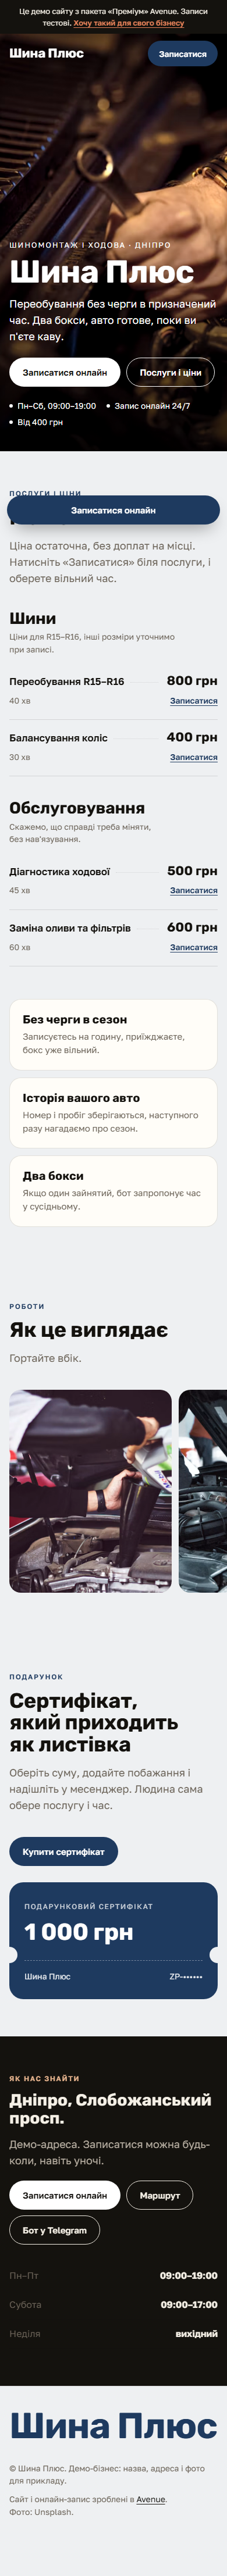 Це демо сайту з пакета «Преміум» Avenue. Записи
тестові. Хочу такий для свого бізнесу
Шина Плюс
Записатися
ШИНОМОНТАЖ І ХОДОВА · ДНІПРО
Шина Плюс
Переобування без черги в призначений
час. Два бокси, авто готове, поки ви
п'єте каву.
Записатися онлайн
Послуги і ціни
Пн–Сб, 09:00–19:00
Запис онлайн 24/7
Від 400 грн
ПОСЛУГИ І ЦІНИ
Записатися онлайн
Ціна остаточна, без доплат на місці.
Натисніть «Записатися» біля послуги, і
оберете вільний час.
Шини
Ціни для R15–R16, інші розміри уточнимо
при записі.
Переобування R15–R16
800 грн
40 хв
Записатися
Балансування коліс
400 грн
30 хв
Записатися
Обслуговування
Скажемо, що справді треба міняти,
без нав'язування.
Діагностика ходової
500 грн
45 хв
Записатися
Заміна оливи та фільтрів
600 грн
60 хв
Записатися
Без черги в сезон
Записуєтесь на годину, приїжджаєте,
бокс уже вільний.
Історія вашого авто
Номер і пробіг зберігаються, наступного
разу нагадаємо про сезон.
Два бокси
Якщо один зайнятий, бот запропонує час
у сусідньому.
РОБОТИ
Як це виглядає
Гортайте вбік.
ПОДАРУНОК
Сертифікат,
який приходить
як листівка
Оберіть суму, додайте побажання і
надішліть у месенджер. Людина сама
обере послугу і час.
Купити сертифікат
ПОДАРУНКОВИЙ СЕРТИФІКАТ
1 000 грн
Шина Плюс
ZP-••••••
ЯК НАС ЗНАЙТИ
Дніпро, Слобожанський
просп.
Демо-адреса. Записатися можна будь-
коли, навіть уночі.
Записатися онлайн
Маршрут
Бот у Telegram
Пн–Пт
09:00–19:00
Субота
09:00–17:00
Неділя
вихідний
Шина Плюс
© Шина Плюс. Демо-бізнес: назва, адреса і фото
для прикладу.
Сайт і онлайн-запис зроблені в Avenue.
Фото: Unsplash.